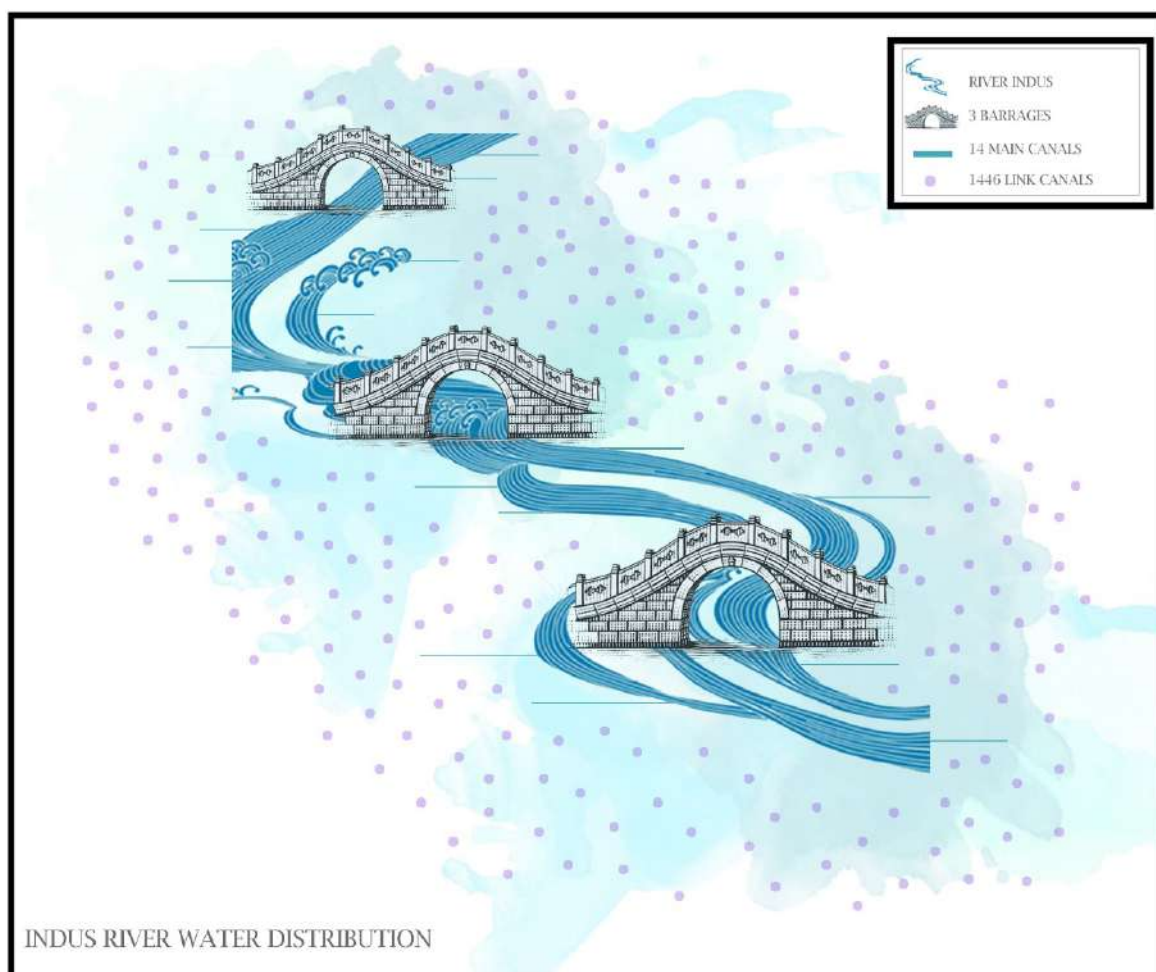 RIVER INDUS
3 BARRAGES
14 MAIN CANALS
1446 LINK CANALS
INDUS RIVER WATER DISTRIBUTION